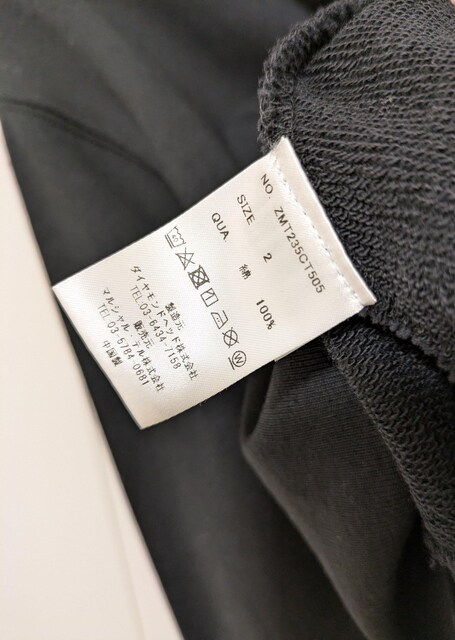 NO. ZMT235CT505
SIZE 2
QUA 綿 100%
製造元
ダイヤモンドヘッド株式会社
TEL.03-6434-7158
販売元
マルシャル・テル株式会社
TEL.03-5784-0681
中国製